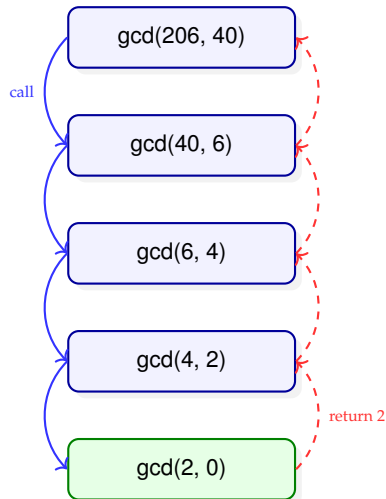 gcd(206, 40)
call
gcd(40, 6)
gcd(6, 4)
gcd(4, 2)
return 2
gcd(2, 0)